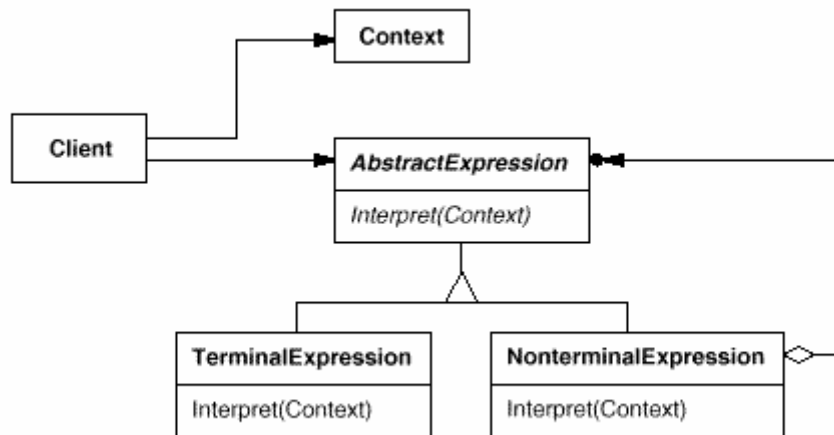 Context
Client
AbstractExpression
Interpret(Context)
TerminalExpression
Interpret(Context)
NonterminalExpression
Interpret(Context)